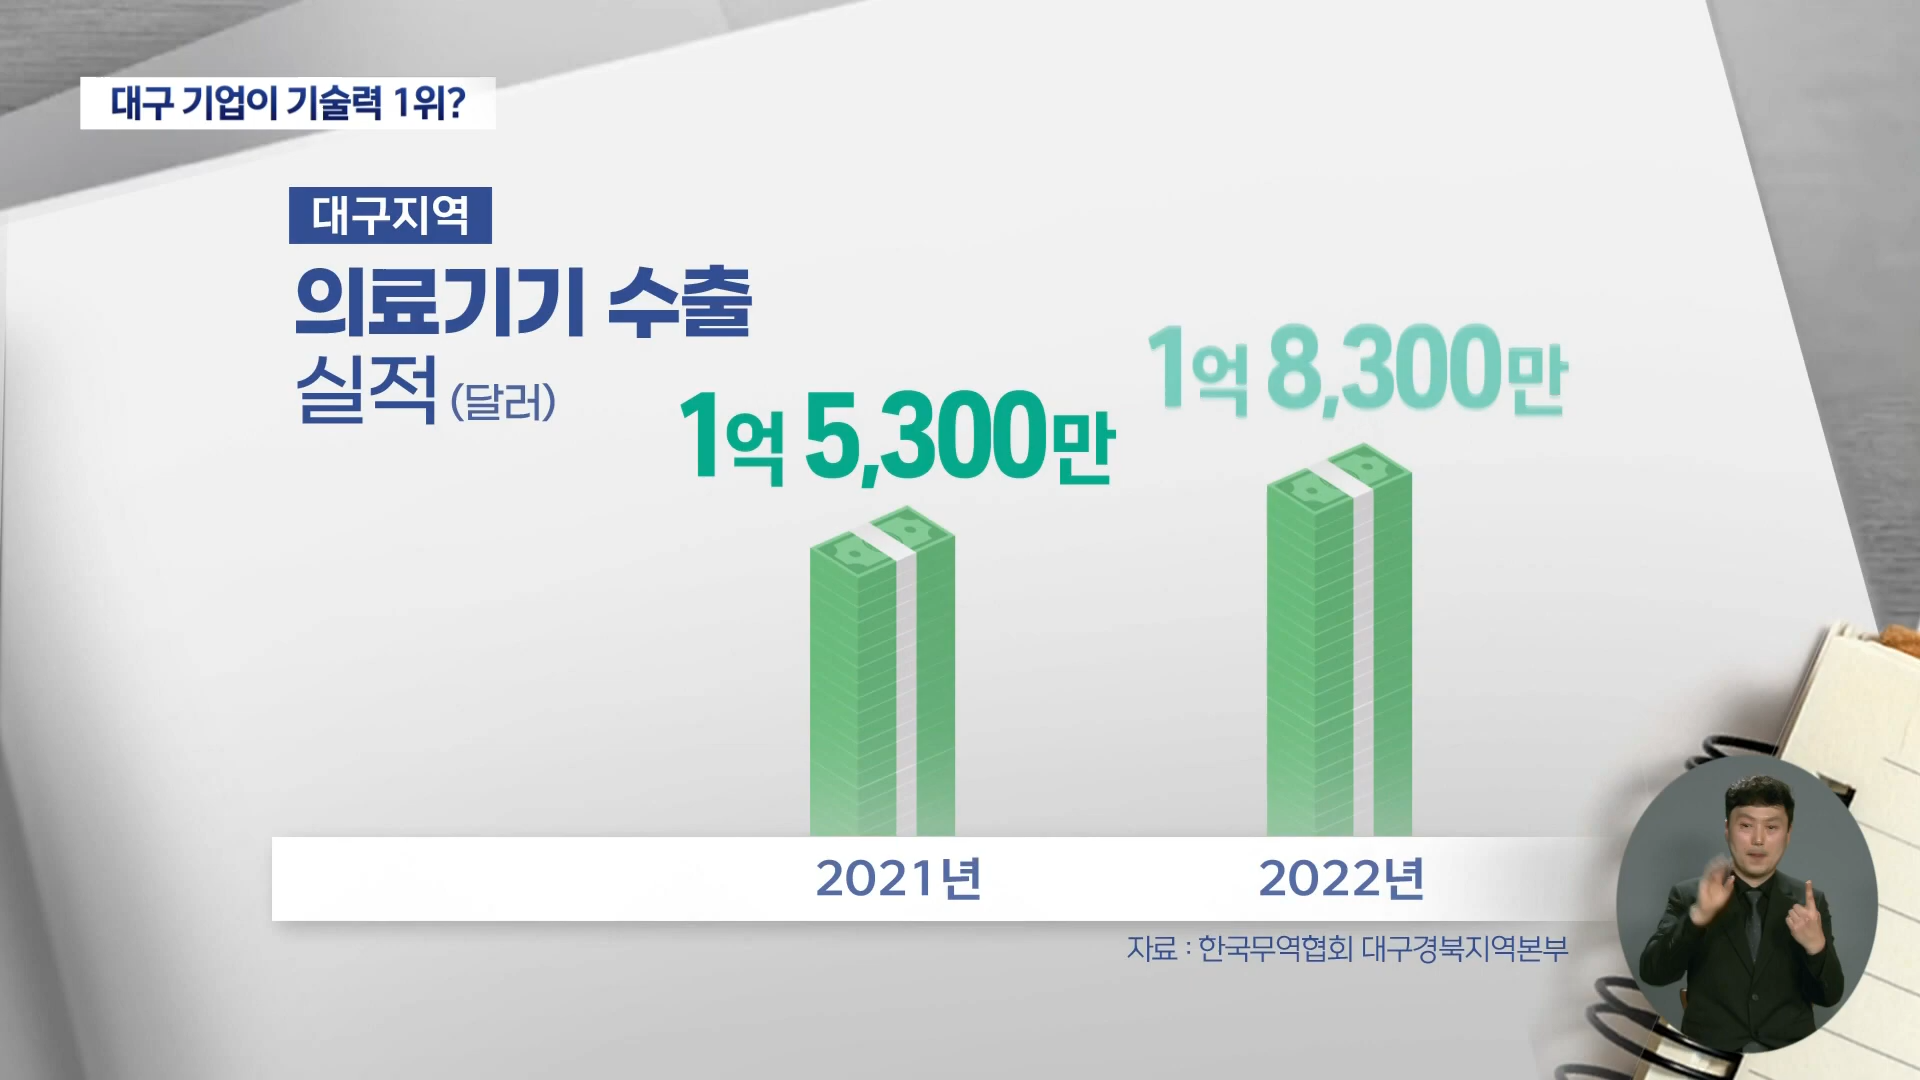 대구 기업이 기술력 1위?
대구지역
의료기기 수출
실적 (달러)
1억 5,300만
1억 8,300만
2021년
2022년
자료 : 한국무역협회 대구경북지역본부